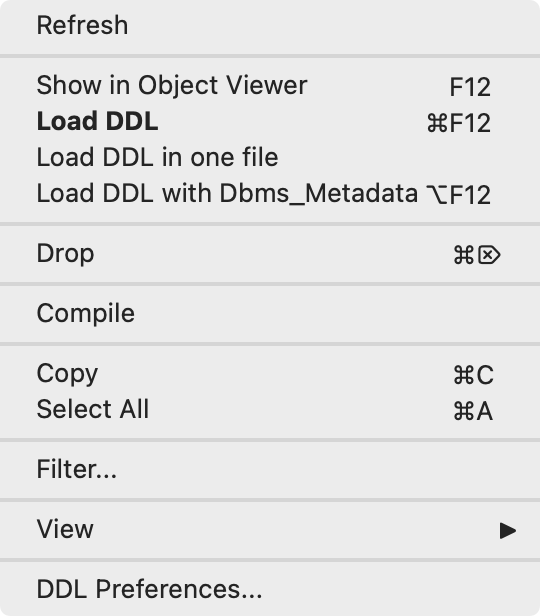 Refresh
Show in Object Viewer F12
Load DDL ⌘F12
Load DDL in one file
Load DDL with Dbms_Metadata ⌥F12
Drop ⌘⌦
Compile
Copy ⌘C
Select All ⌘A
Filter...
View ▶
DDL Preferences...